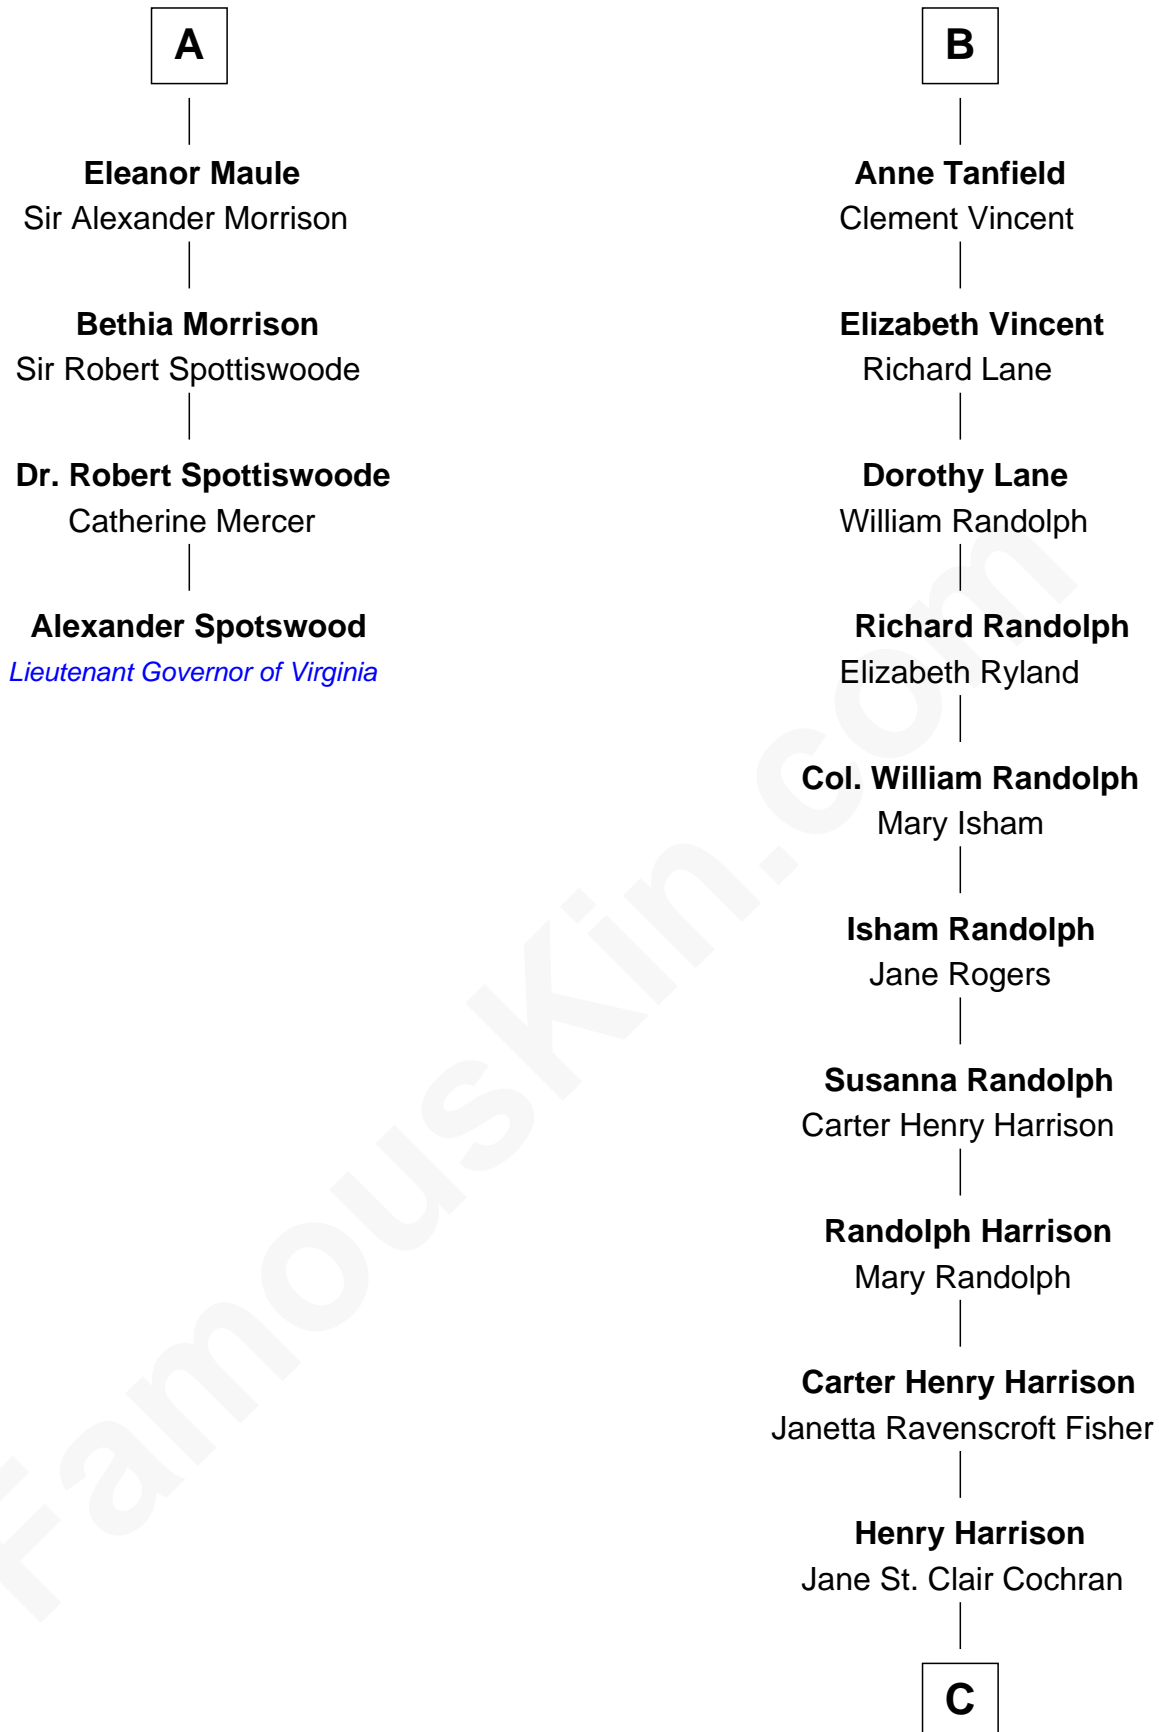 A
Eleanor Maule
Sir Alexander Morrison
Bethia Morrison
Sir Robert Spottiswoode
Dr. Robert Spottiswoode
Catherine Mercer
Alexander Spotswood
Lieutenant Governor of Virginia
B
Anne Tanfield
Clement Vincent
Elizabeth Vincent
Richard Lane
Dorothy Lane
William Randolph
Richard Randolph
Elizabeth Ryland
Col. William Randolph
Mary Isham
Isham Randolph
Jane Rogers
Susanna Randolph
Carter Henry Harrison
Randolph Harrison
Mary Randolph
Carter Henry Harrison
Janetta Ravenscroft Fisher
Henry Harrison
Jane St. Clair Cochran
C
FamousKin.com